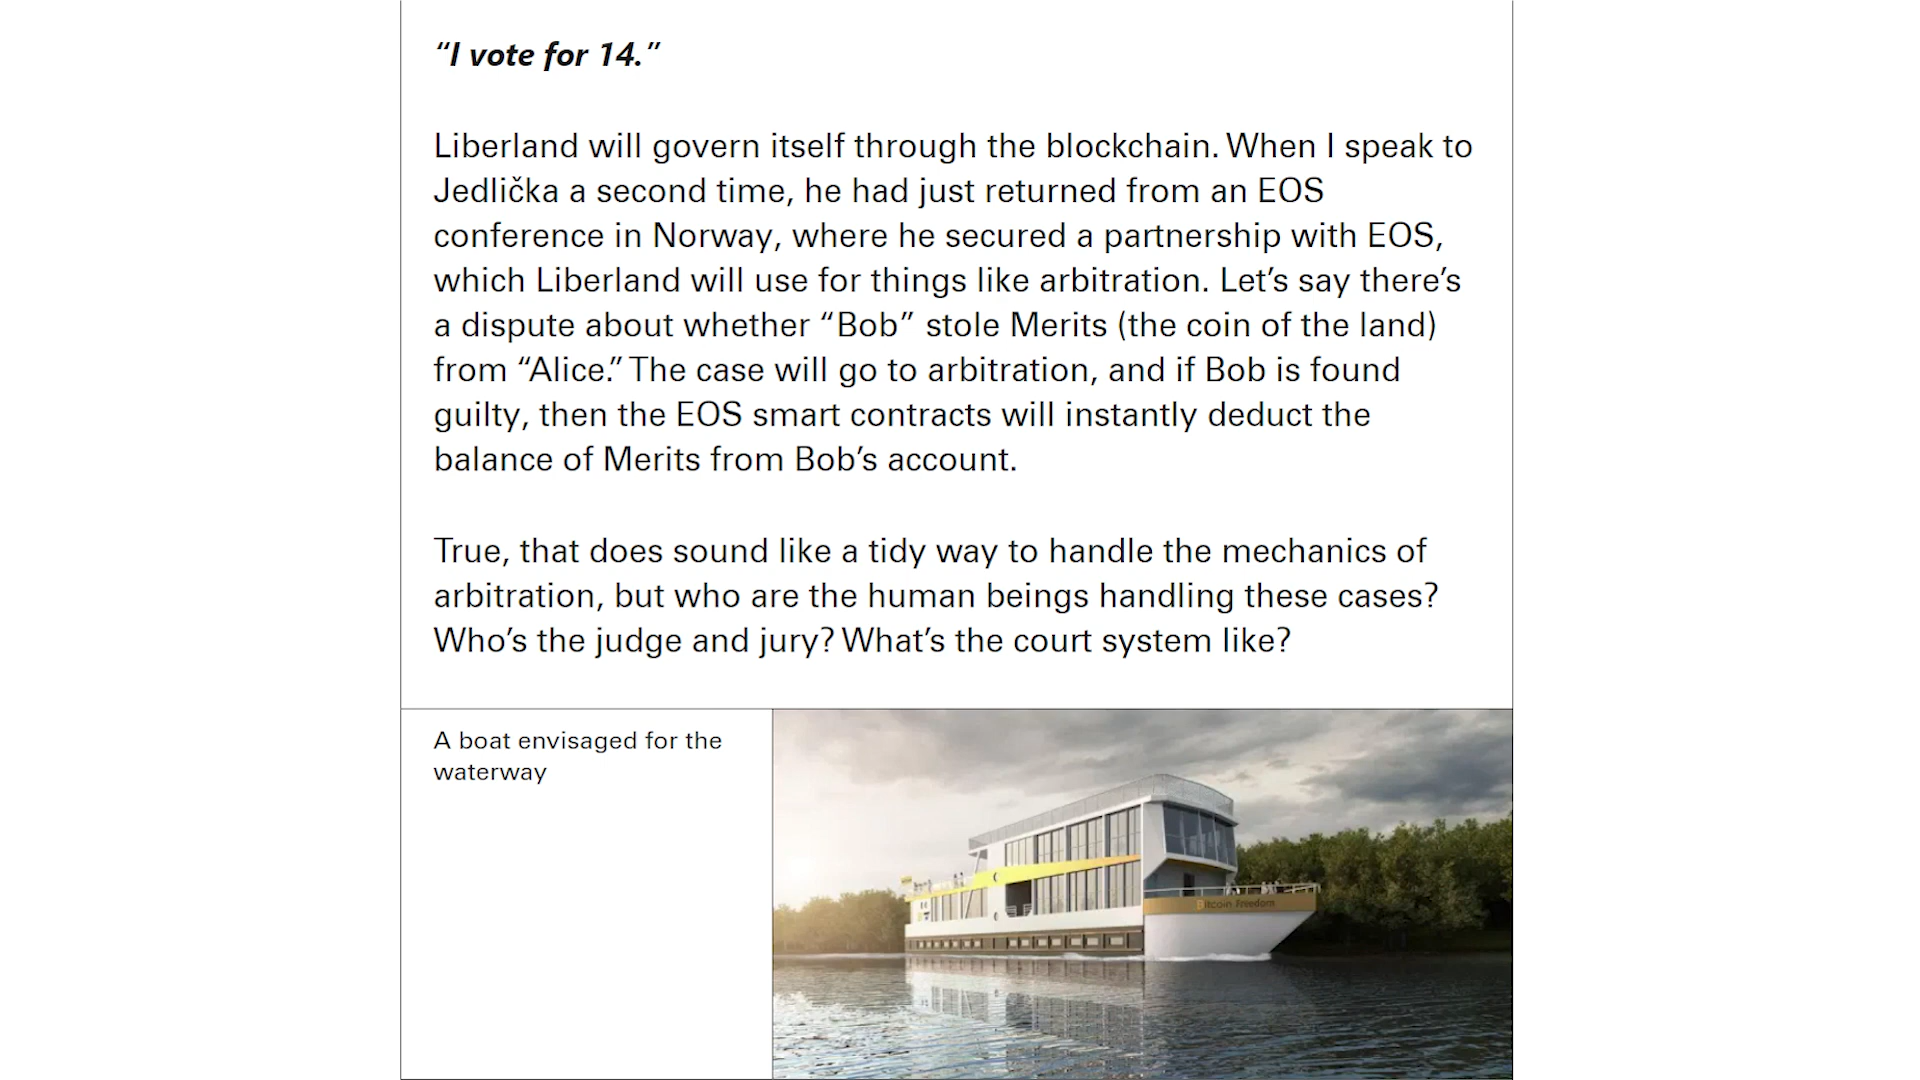 “I vote for 14.”
Liberland will govern itself through the blockchain. When I speak to
Jedlička a second time, he had just returned from an EOS
conference in Norway, where he secured a partnership with EOS,
which Liberland will use for things like arbitration. Let’s say there’s
a dispute about whether “Bob” stole Merits (the coin of the land)
from “Alice.” The case will go to arbitration, and if Bob is found
guilty, then the EOS smart contracts will instantly deduct the
balance of Merits from Bob’s account.
True, that does sound like a tidy way to handle the mechanics of
arbitration, but who are the human beings handling these cases?
Who’s the judge and jury? What’s the court system like?
A boat envisaged for the
waterway
Bitcoin Freedom